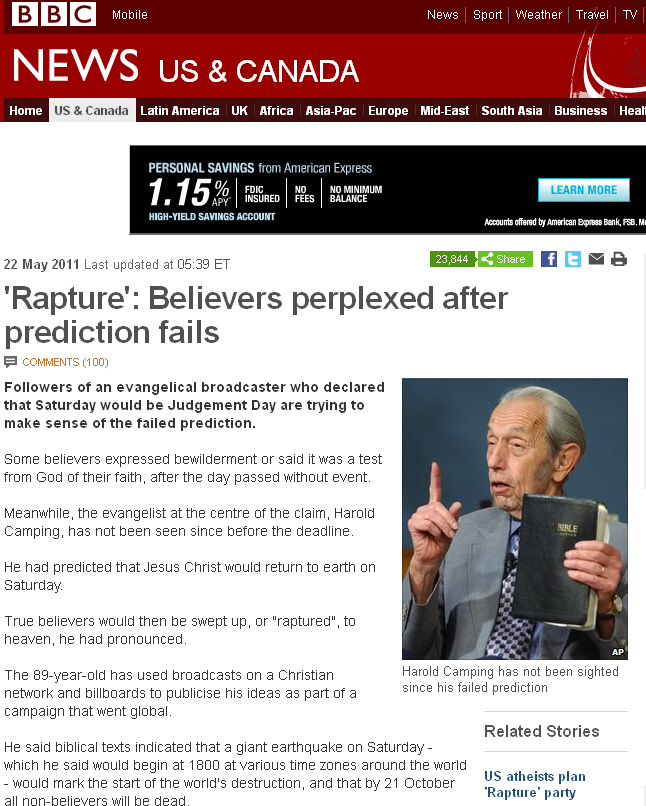 BBC Mobile News Sport Weather Travel TV
NEWS US & CANADA
Home US & Canada Latin America UK Africa Asia-Pac Europe Mid-East South Asia Business
PERSONAL SAVINGS from American Express
1.15% APY* FDIC INSURED NO FEES NO MINIMUM BALANCE
LEARN MORE
HIGH-YIELD SAVINGS ACCOUNT
Accounts offered by American Express Bank, FSB.
22 May 2011 Last updated at 05:39 ET
23,844 Share
'Rapture': Believers perplexed after
prediction fails
COMMENTS (100)
Followers of an evangelical broadcaster who declared
that Saturday would be Judgement Day are trying to
make sense of the failed prediction.
Some believers expressed bewilderment or said it was a test
from God of their faith, after the day passed without event.
Meanwhile, the evangelist at the centre of the claim, Harold
Camping, has not been seen since before the deadline.
He had predicted that Jesus Christ would return to earth on
Saturday.
True believers would then be swept up, or "raptured", to
heaven, he had pronounced.
The 89-year-old has used broadcasts on a Christian
network and billboards to publicise his ideas as part of a
campaign that went global.
He said biblical texts indicated that a giant earthquake on Saturday -
which he said would begin at 1800 at various time zones around the world
- would mark the start of the world's destruction, and that by 21 October
all non-believers will be dead.
BIBLE
AP
Harold Camping has not been sighted
since his failed prediction
Related Stories
US atheists plan
'Rapture' party